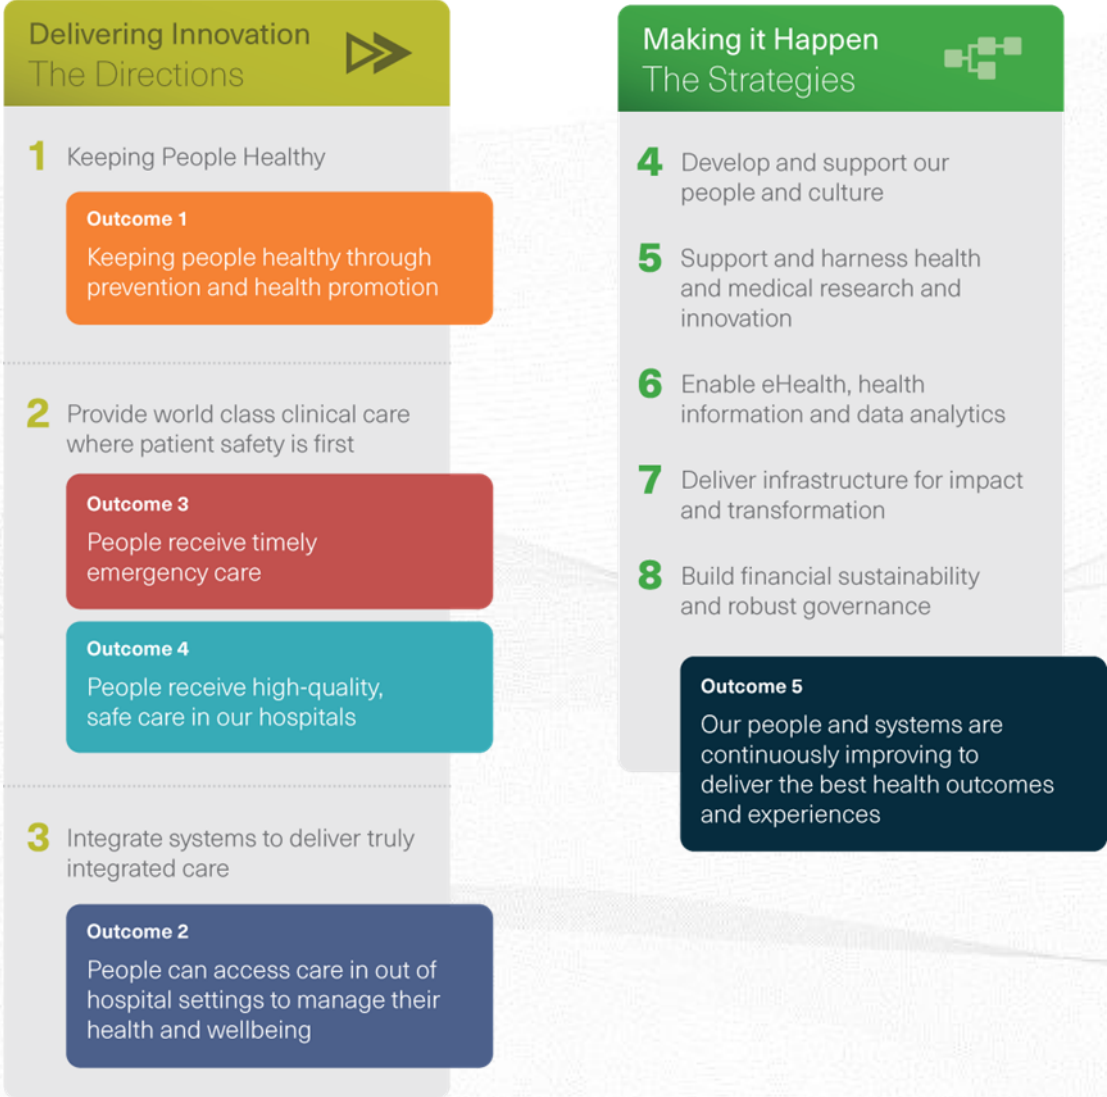 Delivering Innovation
The Directions
1 Keeping People Healthy
Outcome 1
Keeping people healthy through
prevention and health promotion
2 Provide world class clinical care
where patient safety is first
Outcome 3
People receive timely
emergency care
Outcome 4
People receive high-quality,
safe care in our hospitals
3 Integrate systems to deliver truly
integrated care
Outcome 2
People can access care in out of
hospital settings to manage their
health and wellbeing
Making it Happen
The Strategies
4 Develop and support our
people and culture
5 Support and harness health
and medical research and
innovation
6 Enable eHealth, health
information and data analytics
7 Deliver infrastructure for impact
and transformation
8 Build financial sustainability
and robust governance
Outcome 5
Our people and systems are
continuously improving to
deliver the best health outcomes
and experiences